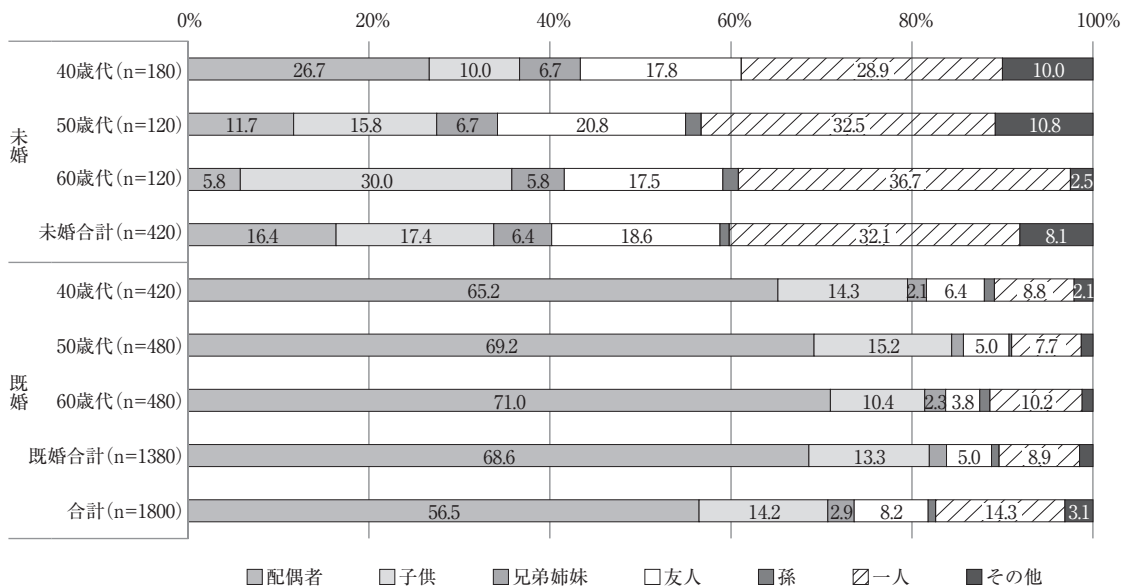 0% 20% 40% 60% 80% 100%
未婚
40歳代(n=180) 26.7 10.0 6.7 17.8 28.9 10.0
50歳代(n=120) 11.7 15.8 6.7 20.8 32.5 10.8
60歳代(n=120) 5.8 30.0 5.8 17.5 36.7 2.5
未婚合計(n=420) 16.4 17.4 6.4 18.6 32.1 8.1
既婚
40歳代(n=420) 65.2 14.3 2.1 6.4 8.8 2.1
50歳代(n=480) 69.2 15.2 5.0 7.7
60歳代(n=480) 71.0 10.4 2.3 3.8 10.2
既婚合計(n=1380) 68.6 13.3 5.0 8.9
合計(n=1800) 56.5 14.2 2.9 8.2 14.3 3.1
配偶者 子供 兄弟姉妹 友人 孫 一人 その他